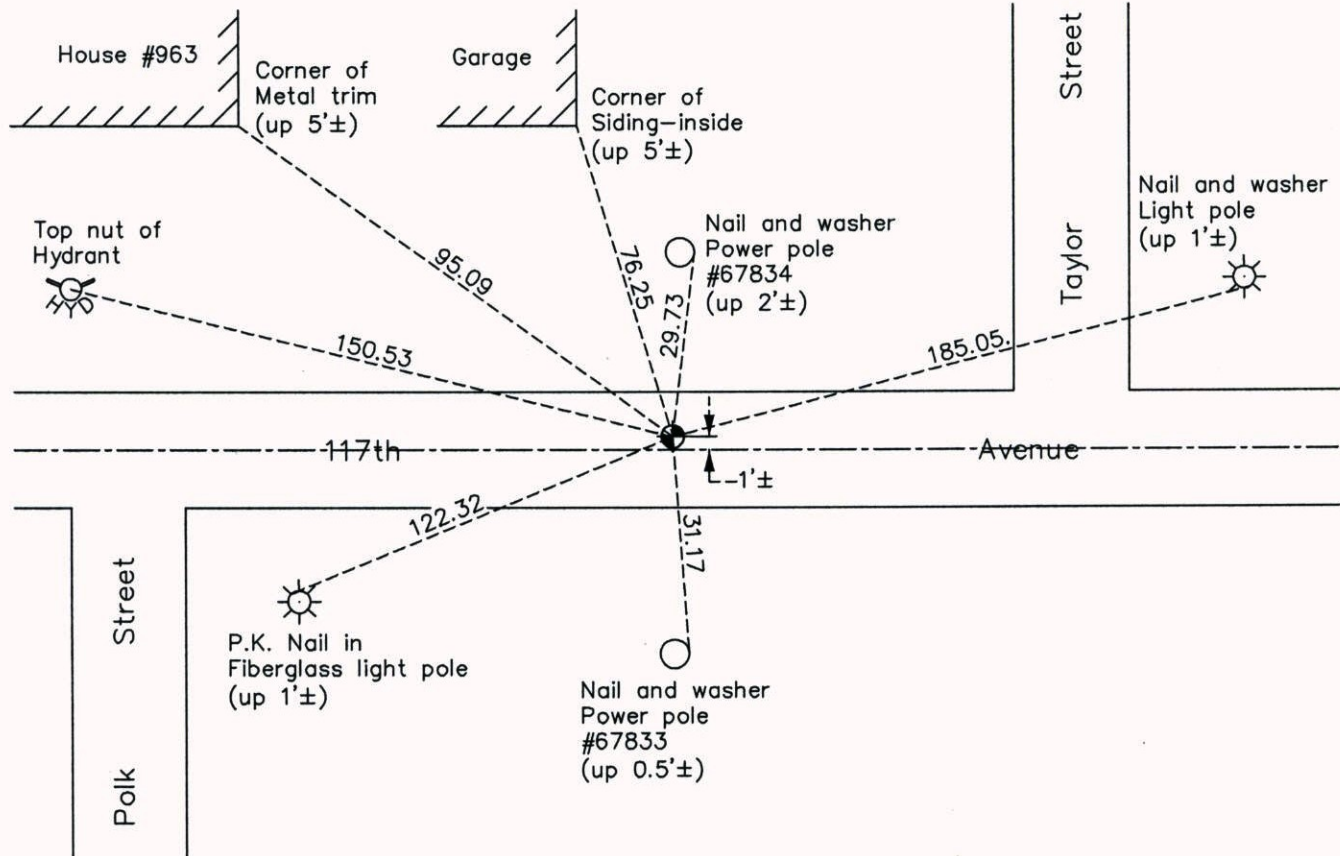 House #963
Corner of
Metal trim
(up 5'±)
Garage
Corner of
Siding-inside
(up 5'±)
Street
Taylor
Nail and washer
Light pole
(up 1'±)
Top nut of
Hydrant
HYD
Nail and washer
Power pole
#67834
(up 2'±)
95.09
76.25
29.73
150.53
185.05.
117th
Avenue
1'±
122.32
31.17
P.K. Nail in
Fiberglass light pole
(up 1'±)
Nail and washer
Power pole
#67833
(up 0.5'±)
Street
Polk